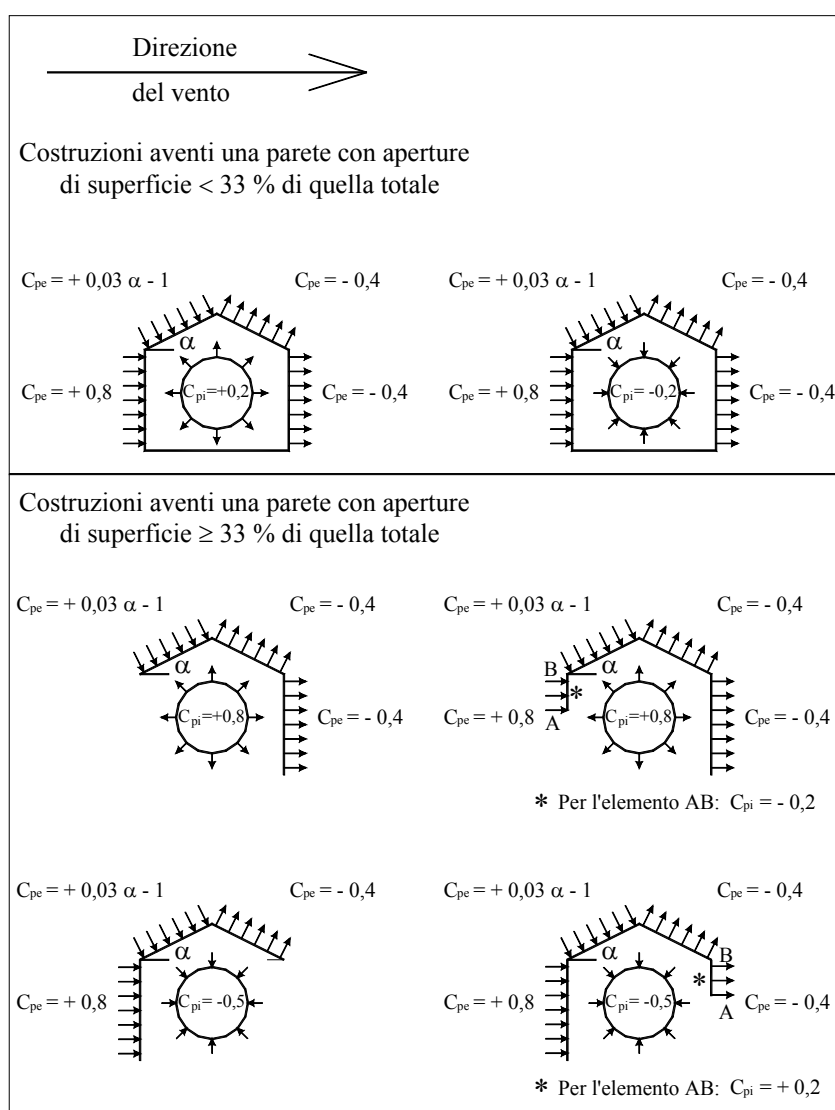 Direzione
del vento
Costruzioni aventi una parete con aperture
di superficie < 33 % di quella totale
Cpe = + 0,03 α - 1
Cpe = - 0,4
Cpe = + 0,03 α - 1
Cpe = - 0,4
α
α
Cpe = + 0,8
Cpi=+0,2
Cpe = - 0,4
Cpe = + 0,8
Cpi= -0,2
Cpe = - 0,4
Costruzioni aventi una parete con aperture
di superficie ≥ 33 % di quella totale
Cpe = + 0,03 α - 1
Cpe = - 0,4
Cpe = + 0,03 α - 1
Cpe = - 0,4
α
B
α
*
Cpi=+0,8
Cpe = - 0,4
Cpe = + 0,8
A
Cpi=+0,8
Cpe = - 0,4
* Per l'elemento AB: Cpi = - 0,2
Cpe = + 0,03 α - 1
Cpe = - 0,4
Cpe = + 0,03 α - 1
Cpe = - 0,4
α
α
B
*
Cpe = + 0,8
Cpi= -0,5
Cpe = + 0,8
Cpi= -0,5
A
Cpe = - 0,4
* Per l'elemento AB: Cpi = + 0,2